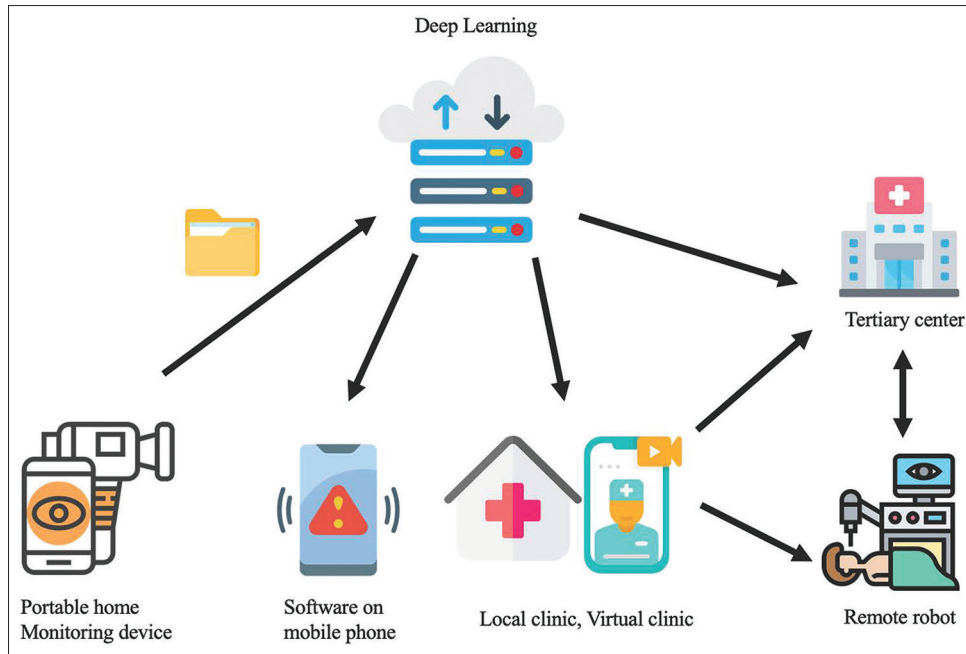 Deep Learning
Tertiary center
Portable home
Monitoring device
Software on
mobile phone
Local clinic, Virtual clinic
Remote robot